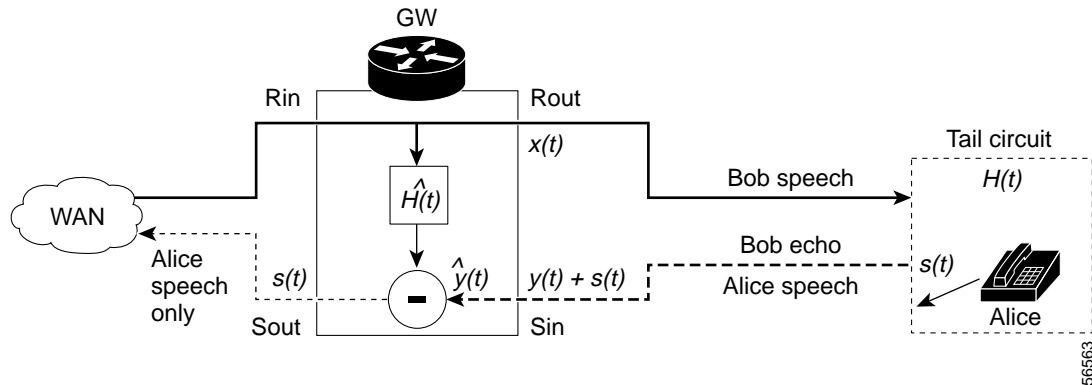 GW
Rin
Rout
x(t)
Tail circuit
H(t)
Ĥ(t)
Bob speech
WAN
Bob echo
Alice speech only
s(t)
ŷ(t)
y(t) + s(t)
Alice speech
s(t)
Alice
Sout
Sin
56563